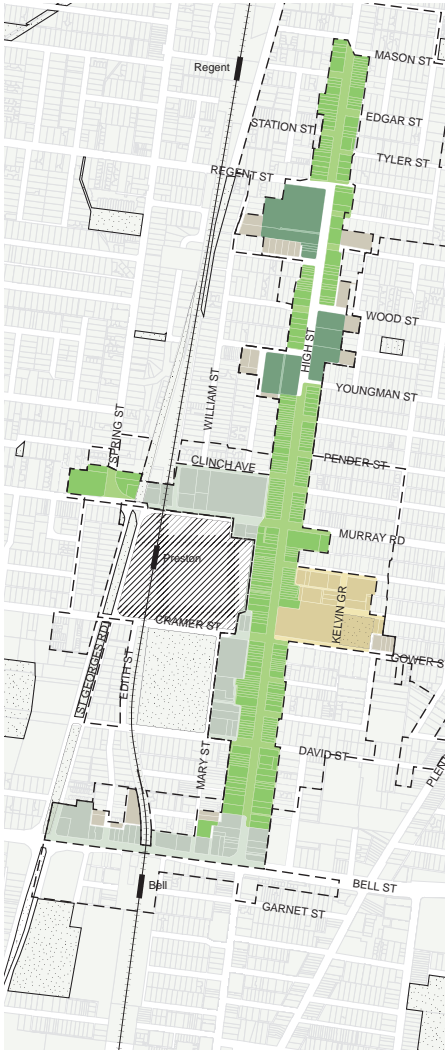 MASON ST
Regent
EDGAR ST
STATION ST
TYLER ST
REGENT ST
WOOD ST
HIGH ST
YOUNGMAN ST
WILLIAM ST
SPRING ST
CLINCH AVE
PENDER ST
MURRAY RD
Preston
KELVIN GR
CRAMER ST
GOWER S
ST GEORGES RD
EDITH ST
DAVID ST
MARY ST
PLEN
Bell
BELL ST
GARNET ST